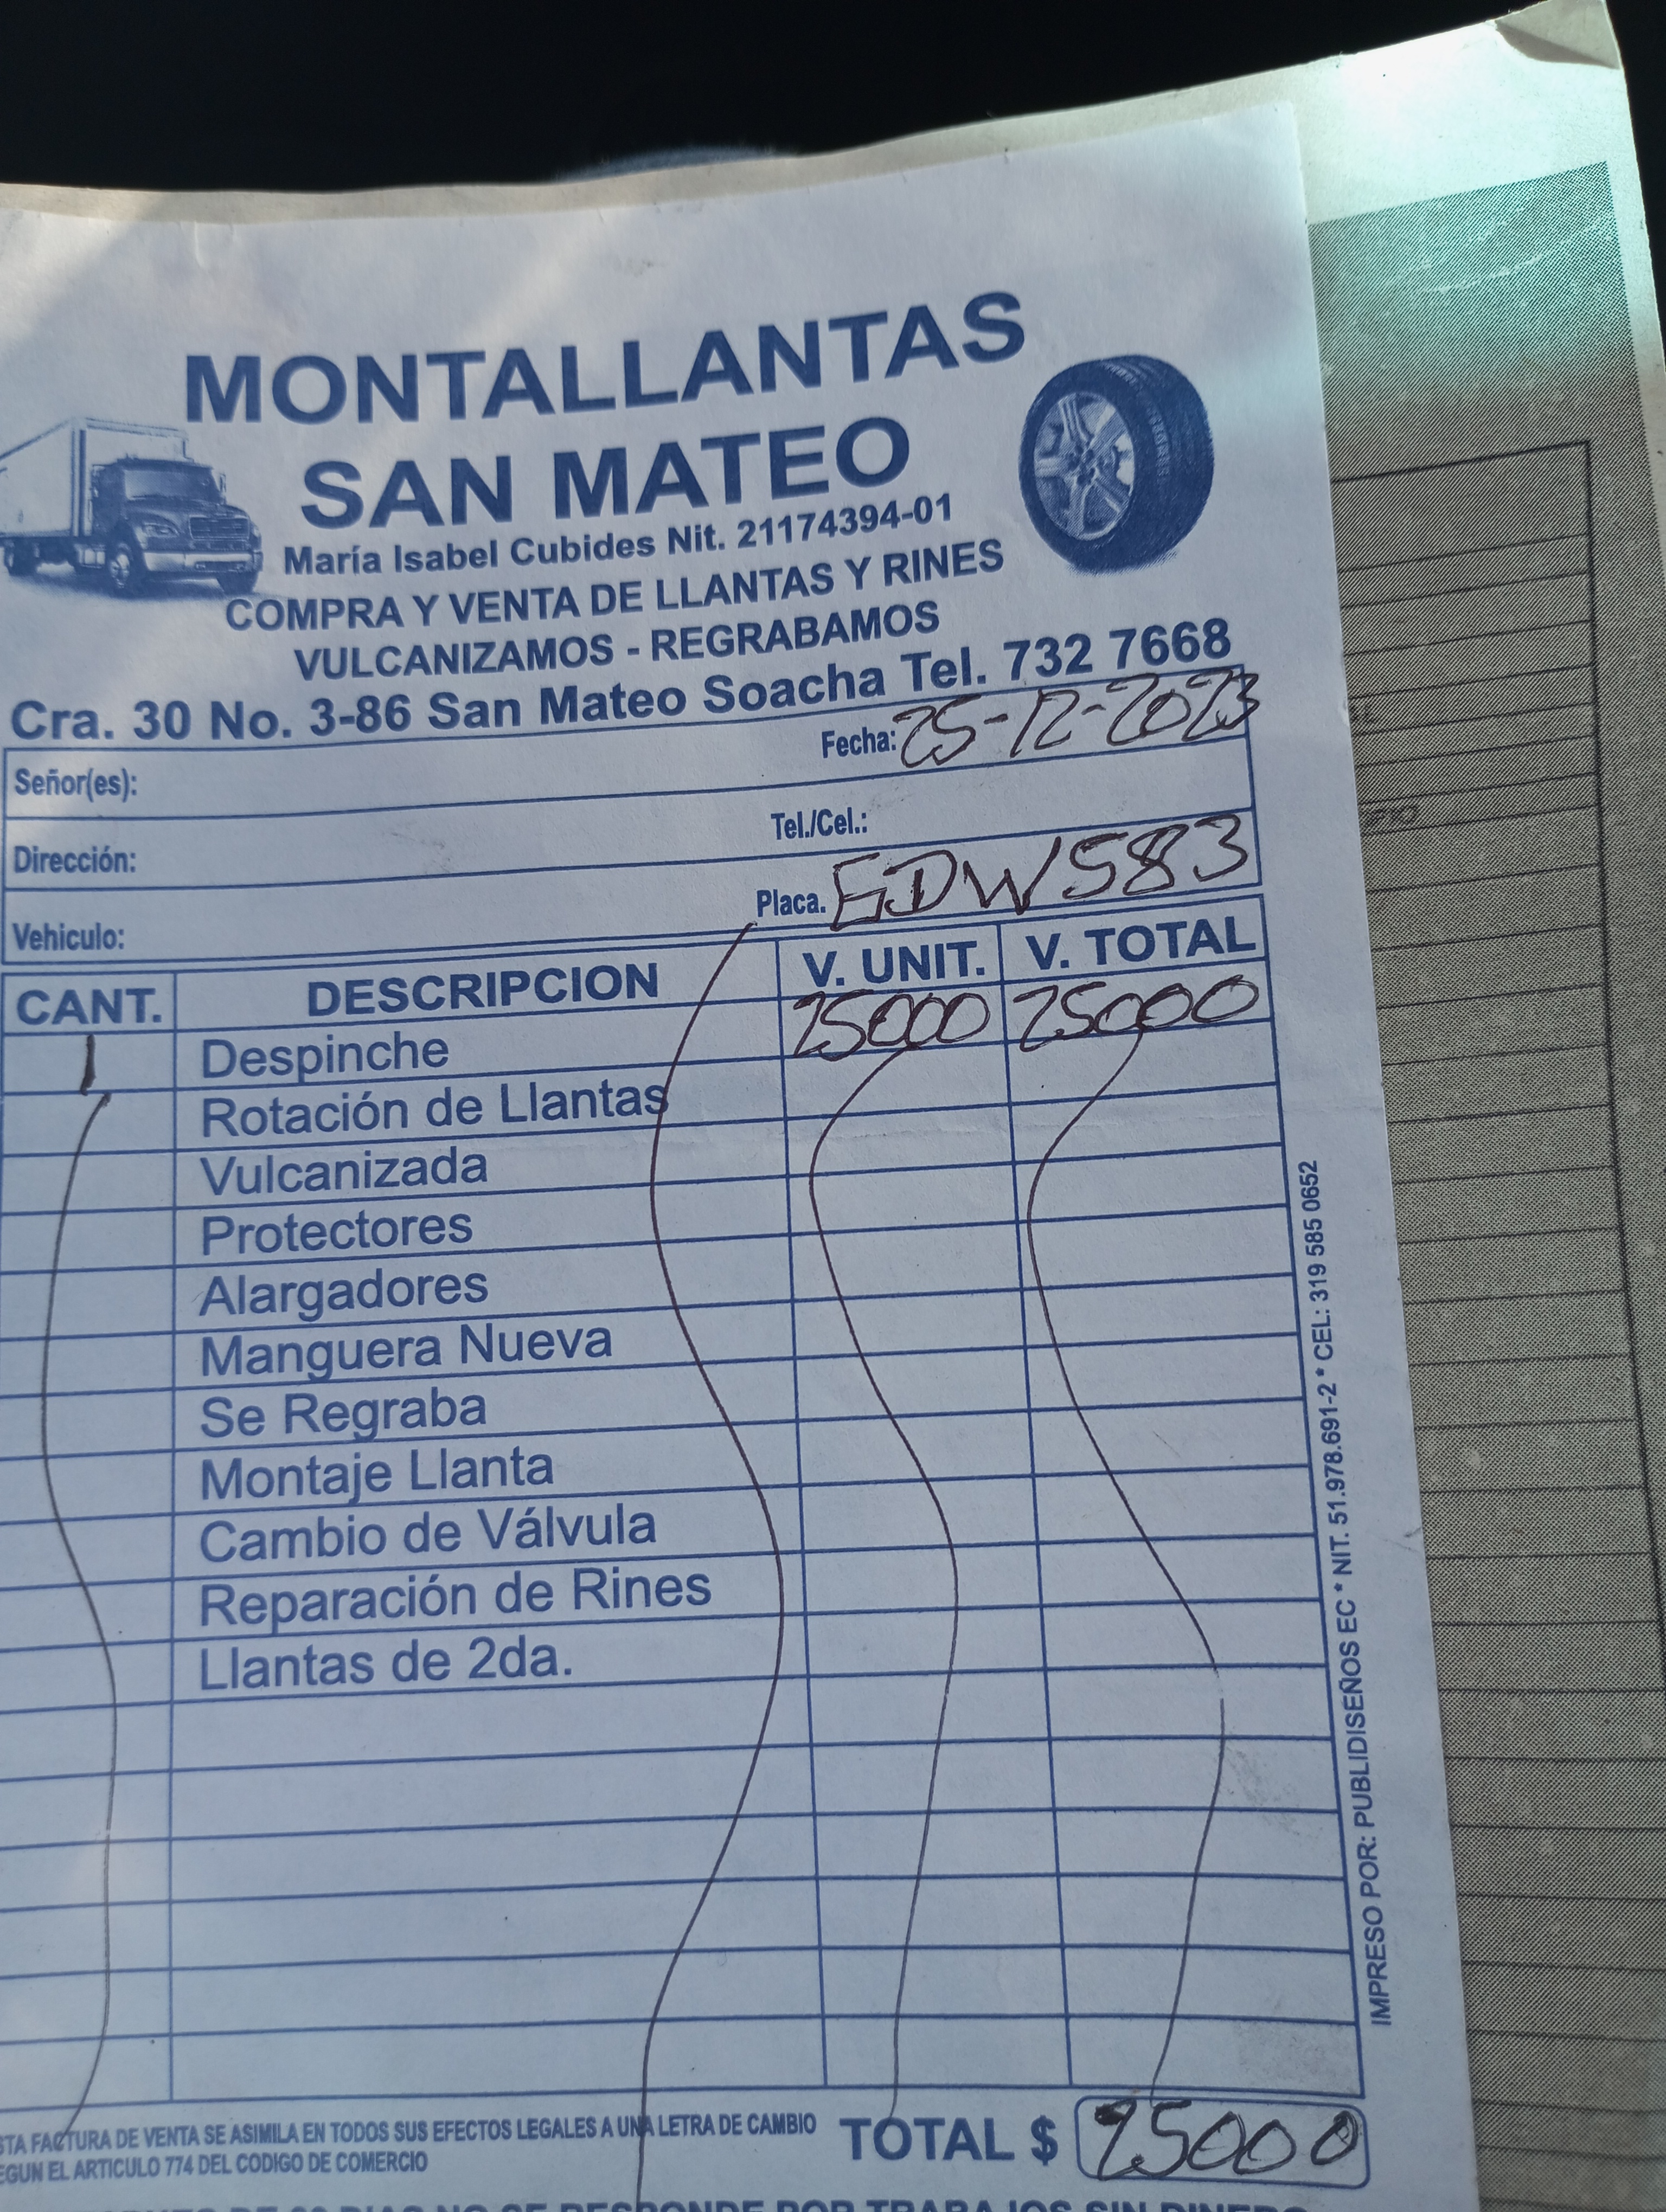 MONTALLANTAS
SAN MATEO
María Isabel Cubides Nit. 21174394-01
COMPRA Y VENTA DE LLANTAS Y RINES
VULCANIZAMOS - REGRABAMOS
Cra. 30 No. 3-86 San Mateo Soacha Tel. 732 7668
Señor(es): Fecha: 25-12-2023
Dirección: Tel./Cel.:
Vehiculo: Placa. EDW583
CANT. DESCRIPCION V. UNIT. V. TOTAL
1 Despinche 25000 25000
Rotación de Llantas
Vulcanizada
Protectores
Alargadores
Manguera Nueva
Se Regraba
Montaje Llanta
Cambio de Válvula
Reparación de Rines
Llantas de 2da.
TA FACTURA DE VENTA SE ASIMILA EN TODOS SUS EFECTOS LEGALES A UNA LETRA DE CAMBIO
EGUN EL ARTICULO 774 DEL CODIGO DE COMERCIO
TOTAL $ 25000
IMPRESO POR: PUBLIDISEÑOS EC * NIT. 51.978.691-2 * CEL: 319 585 0652